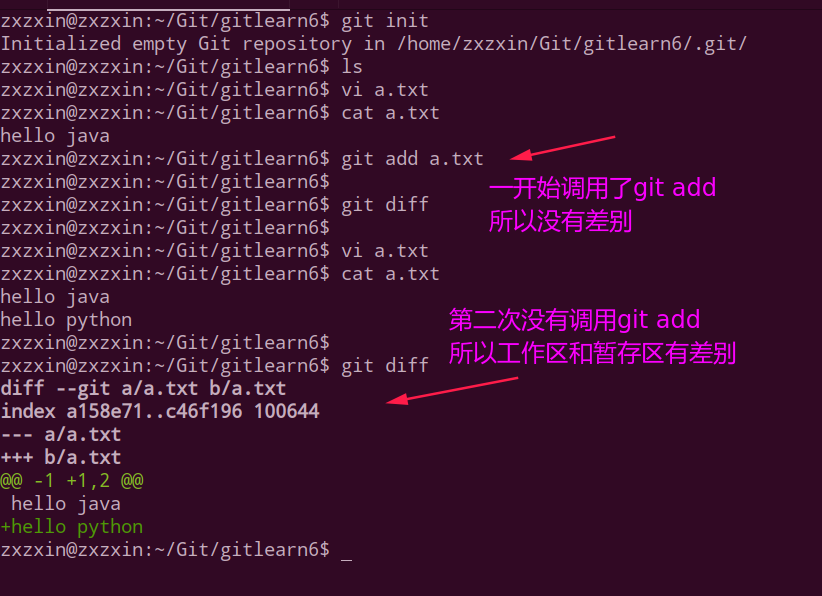 zxzxin@zxzxin:~/Git/gitlearn6$ git init
Initialized empty Git repository in /home/zxzxin/Git/gitlearn6/.git/
zxzxin@zxzxin:~/Git/gitlearn6$ ls
zxzxin@zxzxin:~/Git/gitlearn6$ vi a.txt
zxzxin@zxzxin:~/Git/gitlearn6$ cat a.txt
hello java
zxzxin@zxzxin:~/Git/gitlearn6$ git add a.txt
zxzxin@zxzxin:~/Git/gitlearn6$
一开始调用了git add
zxzxin@zxzxin:~/Git/gitlearn6$ git diff
所以没有差别
zxzxin@zxzxin:~/Git/gitlearn6$
zxzxin@zxzxin:~/Git/gitlearn6$ vi a.txt
zxzxin@zxzxin:~/Git/gitlearn6$ cat a.txt
hello java
hello python
第二次没有调用git add
zxzxin@zxzxin:~/Git/gitlearn6$
所以工作区和暂存区有差别
zxzxin@zxzxin:~/Git/gitlearn6$ git diff
diff --git a/a.txt b/a.txt
index a158e71..c46f196 100644
--- a/a.txt
+++ b/a.txt
@@ -1 +1,2 @@
 hello java
+hello python
zxzxin@zxzxin:~/Git/gitlearn6$ _